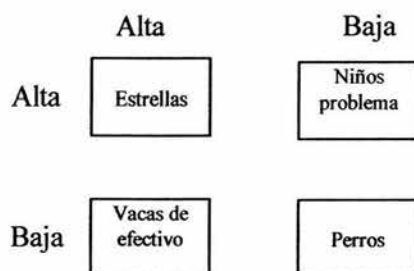 Alta Baja
Alta Estrellas Niños
problema
Baja Vacas de
efectivo Perros